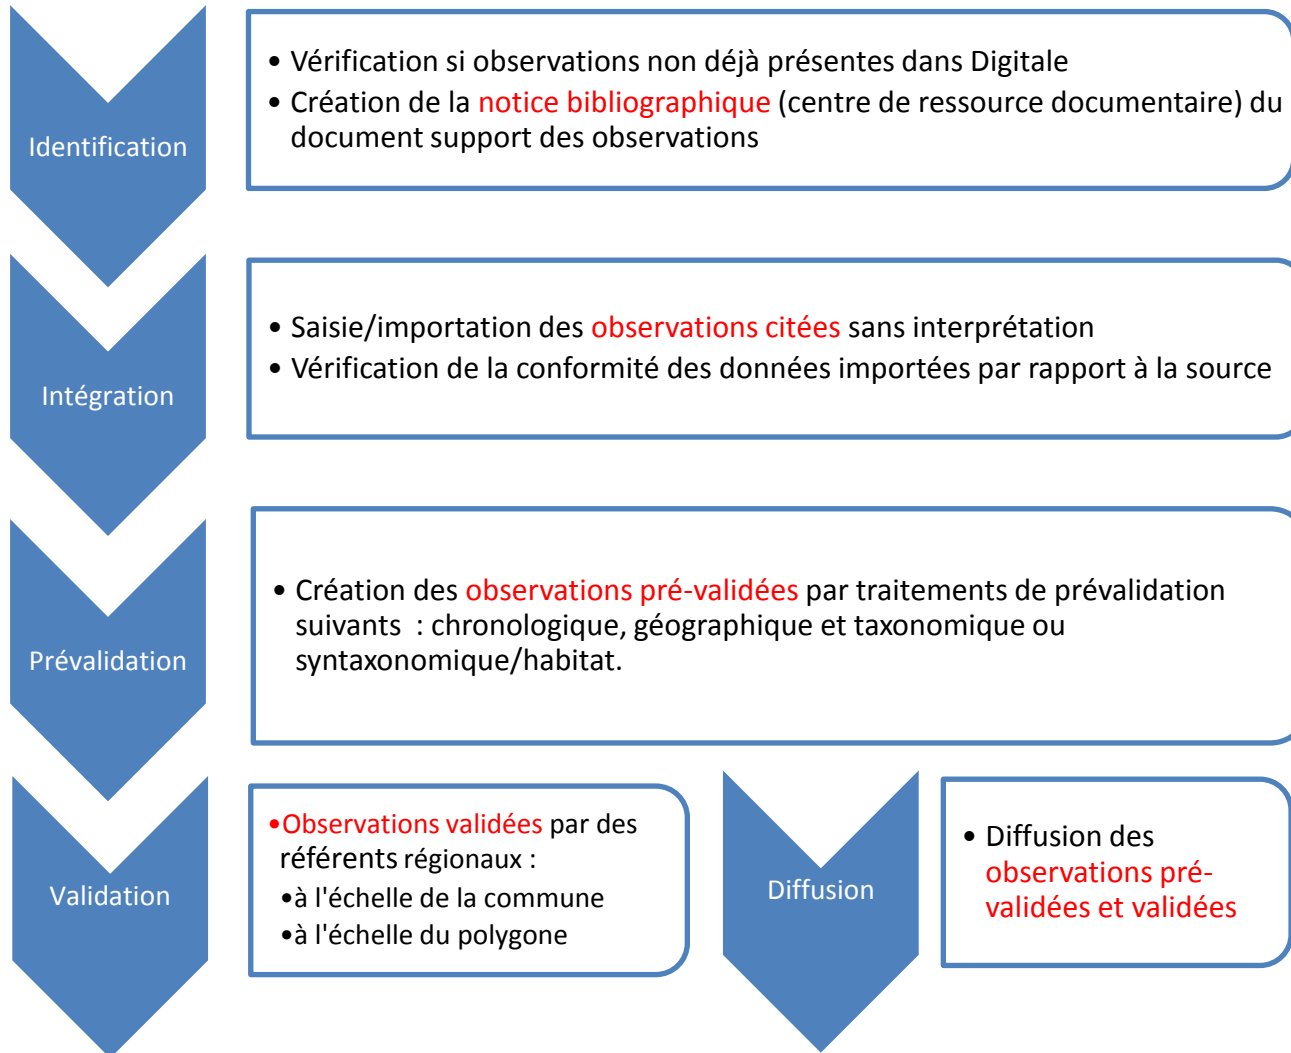 Identification
• Vérification si observations non déjà présentes dans Digitale
• Création de la notice bibliographique (centre de ressource documentaire) du
document support des observations
Intégration
• Saisie/importation des observations citées sans interprétation
• Vérification de la conformité des données importées par rapport à la source
Prévalidation
• Création des observations pré-validées par traitements de prévalidation
suivants : chronologique, géographique et taxonomique ou
syntaxonomique/habitat.
Validation
•Observations validées par des
référents régionaux :
•à l'échelle de la commune
•à l'échelle du polygone
Diffusion
• Diffusion des
observations pré-
validées et validées